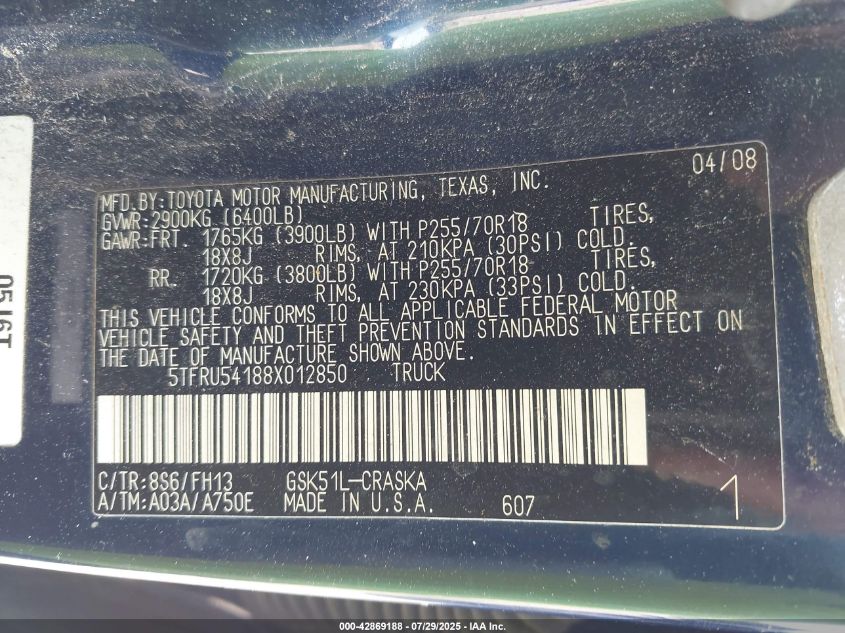 04/08
MFD.BY:TOYOTA MOTOR MANUFACTURING, TEXAS, INC.
GVWR:2900KG (6400LB)
GAWR:FRT. 1765KG (3900LB) WITH P255/70R18 TIRES,
18X8J RIMS, AT 210KPA (30PSI) COLD.
RR. 1720KG (3800LB) WITH P255/70R18 TIRES,
18X8J RIMS, AT 230KPA (33PSI) COLD.
THIS VEHICLE CONFORMS TO ALL APPLICABLE FEDERAL MOTOR
VEHICLE SAFETY AND THEFT PREVENTION STANDARDS IN EFFECT ON
THE DATE OF MANUFACTURE SHOWN ABOVE.
5TFRU54188X012850 TRUCK
C/TR:8S6/FH13 GSK51L-CRASKA
A/TM:A03A/A750E MADE IN U.S.A. 607 1
000-42869188 - 07/29/2025 - IAA Inc.